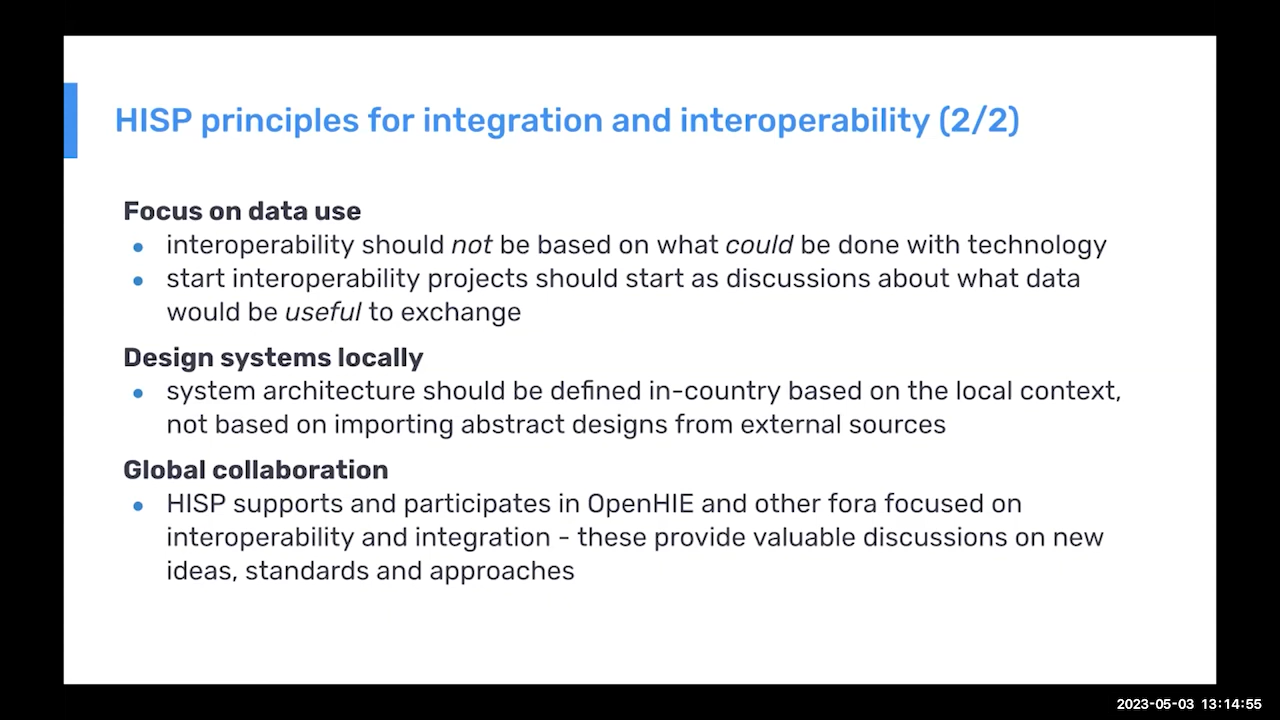 HISP principles for integration and interoperability (2/2)
Focus on data use
• interoperability should not be based on what could be done with technology
• start interoperability projects should start as discussions about what data
would be useful to exchange
Design systems locally
• system architecture should be defined in-country based on the local context,
not based on importing abstract designs from external sources
Global collaboration
• HISP supports and participates in OpenHIE and other fora focused on
interoperability and integration - these provide valuable discussions on new
ideas, standards and approaches
2023-05-03 13:14:55